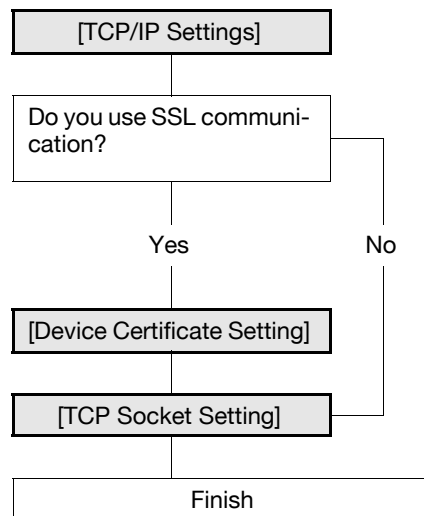 [TCP/IP Settings]
Do you use SSL communi-
cation?
Yes
No
[Device Certificate Setting]
[TCP Socket Setting]
Finish